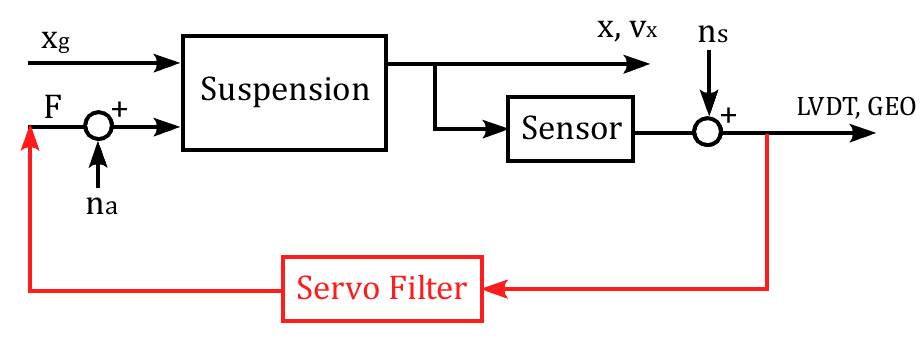 x, vx
ns
xg
Suspension
F
+
+
LVDT, GEO
Sensor
na
Servo Filter